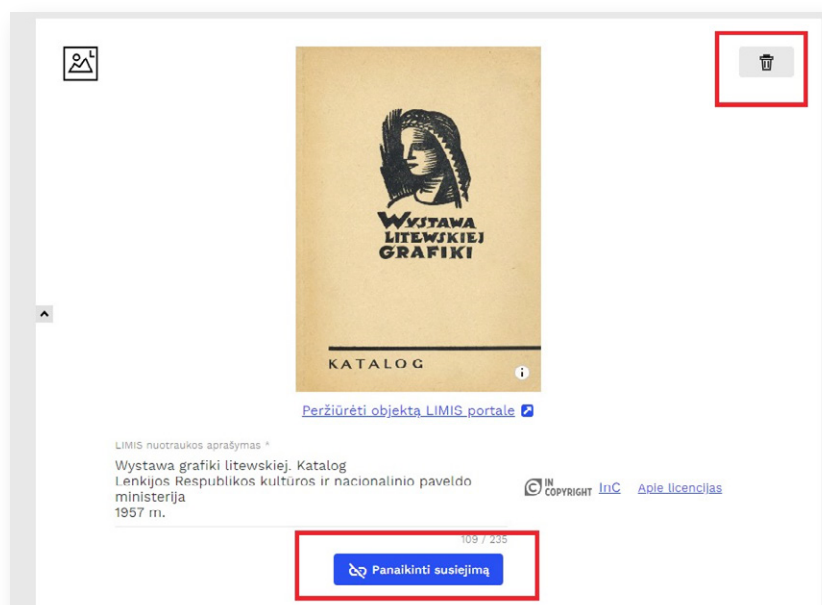 L
WYSTAWA
LITEWSKIEJ
GRAFIKI
KATALOG
i
Peržiūrėti objektą LIMIS portale
LIMIS nuotraukos aprašymas *
Wystawa grafiki litewskiej. Katalog
Lenkijos Respublikos kultūros ir nacionalinio paveldo
ministerija
1957 m.
C IN COPYRIGHT InC Apie licencijas
109 / 235
Panaikinti susiejimą